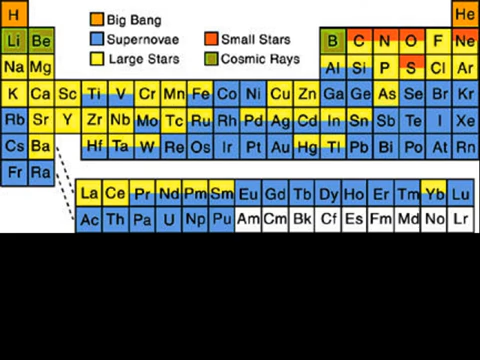 H Big Bang He
Li Be Supernovae Small Stars B C N O F Ne
Na Mg Large Stars Cosmic Rays Al Si P S Cl Ar
K Ca Sc Ti V Cr Mn Fe Co Ni Cu Zn Ga Ge As Se Br Kr
Rb Sr Y Zr Nb Mo Tc Ru Rh Pd Ag Cd In Sn Sb Te I Xe
Cs Ba Hf Ta W Re Os Ir Pt Au Hg Tl Pb Bi Po At Rn
Fr Ra
La Ce Pr Nd Pm Sm Eu Gd Tb Dy Ho Er Tm Yb Lu
Ac Th Pa U Np Pu Am Cm Bk Cf Es Fm Md No Lr